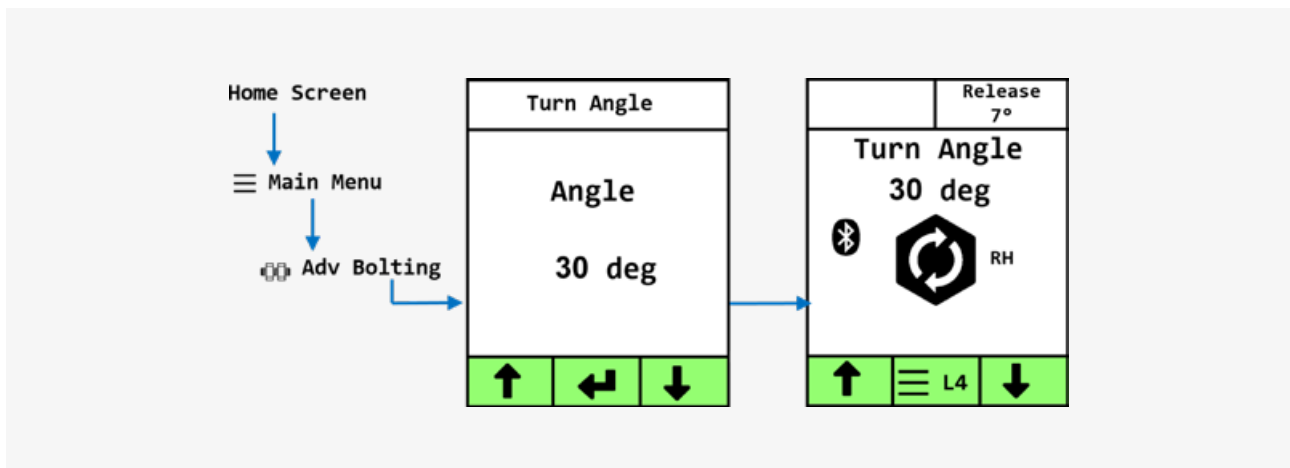 Home Screen
Main Menu
Adv Bolting
Turn Angle
Angle
30 deg
Release
7°
Turn Angle
30 deg
RH
L4